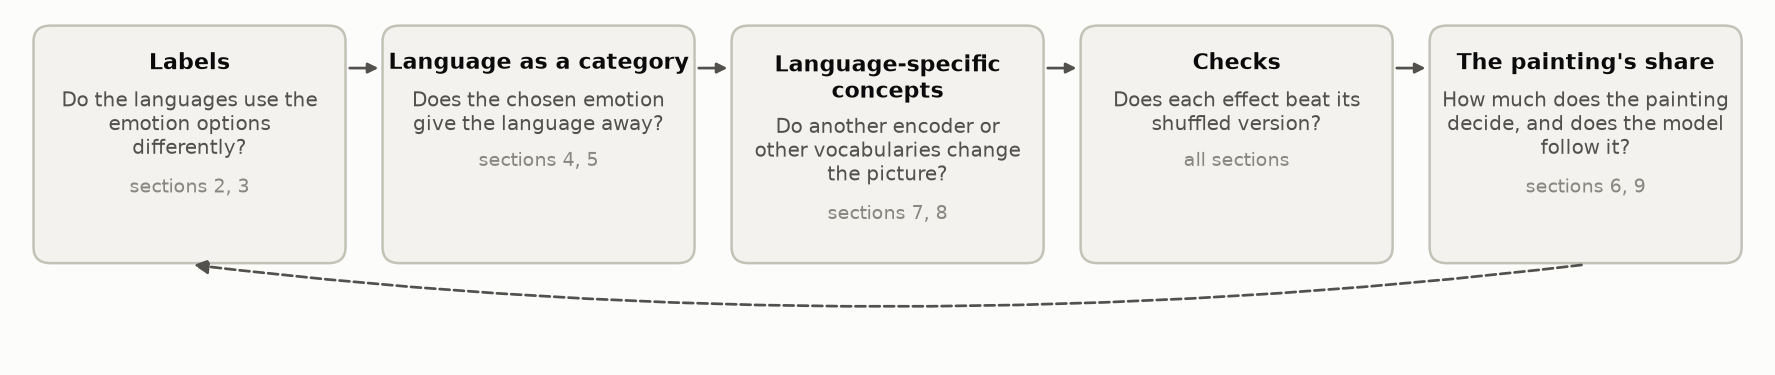 Labels
Do the languages use the
emotion options
differently?
sections 2, 3
Language as a category
Does the chosen emotion
give the language away?
sections 4, 5
Language-specific
concepts
Do another encoder or
other vocabularies change
the picture?
sections 7, 8
Checks
Does each effect beat its
shuffled version?
all sections
The painting's share
How much does the painting
decide, and does the model
follow it?
sections 6, 9